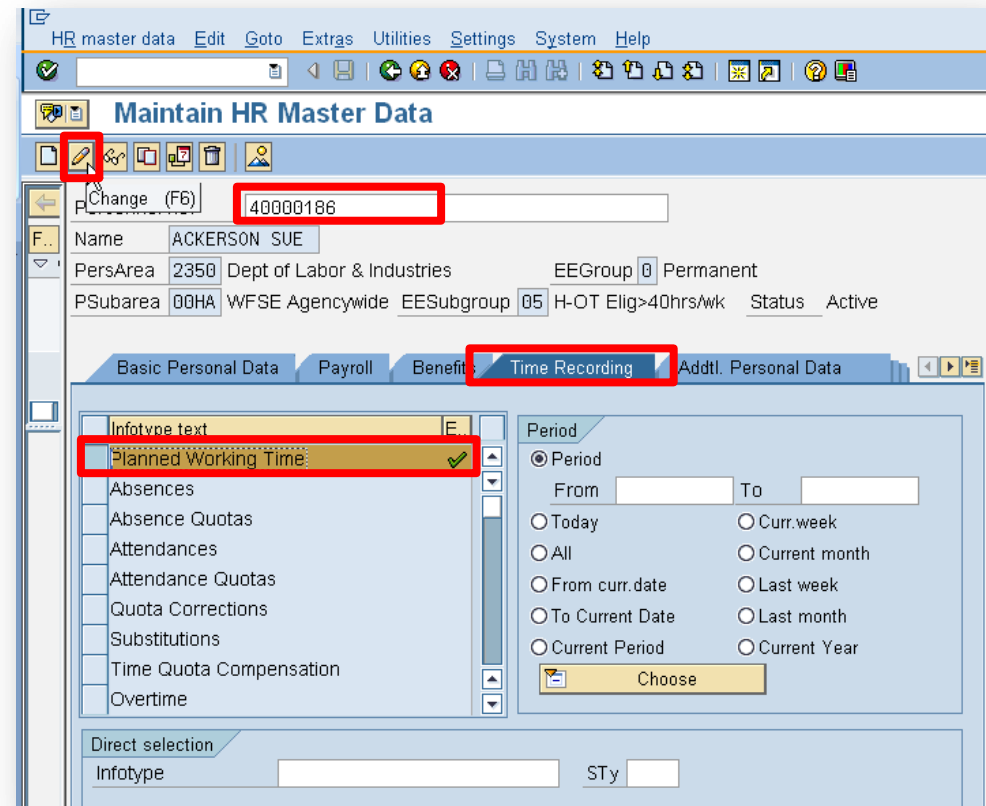 HR master data Edit Goto Extras Utilities Settings System Help
Maintain HR Master Data
Change (F6)
40000186
F..
Name ACKERSON SUE
PersArea 2350 Dept of Labor & Industries EEGroup 0 Permanent
PSubarea 00HA WFSE Agencywide EESubgroup 05 H-OT Elig>40hrs/wk Status Active
Basic Personal Data Payroll Benefits Time Recording Addtl. Personal Data
Infotype text E..
Period
Planned Working Time
Period
Absences
From To
Absence Quotas
Today Curr.week
Attendances
All Current month
Attendance Quotas
From curr.date Last week
Quota Corrections
To Current Date Last month
Substitutions
Current Period Current Year
Time Quota Compensation
Choose
Overtime
Direct selection
Infotype STy